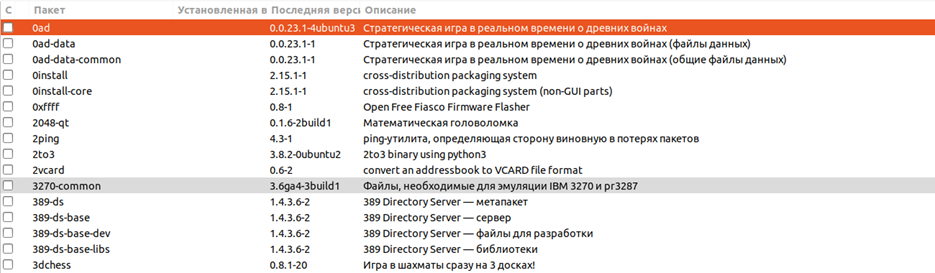 С Пакет Установленная в Последняя верси Описание
0ad 0.0.23.1-4ubuntu3 Стратегическая игра в реальном времени о древних войнах
0ad-data 0.0.23.1-1 Стратегическая игра в реальном времени о древних войнах (файлы данных)
0ad-data-common 0.0.23.1-1 Стратегическая игра в реальном времени о древних войнах (общие файлы данных)
0install 2.15.1-1 cross-distribution packaging system
0install-core 2.15.1-1 cross-distribution packaging system (non-GUI parts)
0xffff 0.8-1 Open Free Fiasco Firmware Flasher
2048-qt 0.1.6-2build1 Математическая головоломка
2ping 4.3-1 ping-утилита, определяющая сторону виновную в потерях пакетов
2to3 3.8.2-0ubuntu2 2to3 binary using python3
2vcard 0.6-2 convert an addressbook to VCARD file format
3270-common 3.6ga4-3build1 Файлы, необходимые для эмуляции IBM 3270 и pr3287
389-ds 1.4.3.6-2 389 Directory Server — метапакет
389-ds-base 1.4.3.6-2 389 Directory Server — сервер
389-ds-base-dev 1.4.3.6-2 389 Directory Server — файлы для разработки
389-ds-base-libs 1.4.3.6-2 389 Directory Server — библиотеки
3dchess 0.8.1-20 Игра в шахматы сразу на 3 досках!